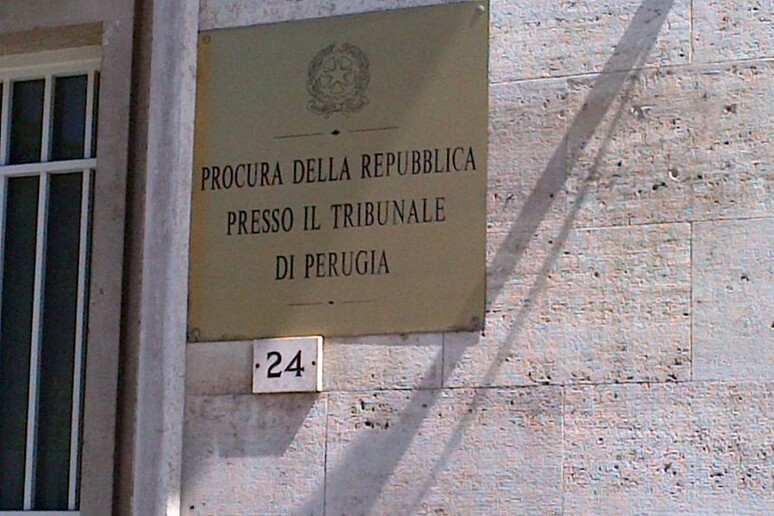 PROCURA DELLA REPUBBLICA
PRESSO IL TRIBUNALE
DI PERUGIA
24